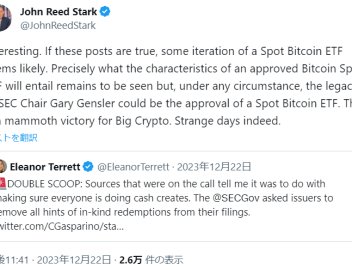 John Reed Stark
@JohnReedStark
eresting. If these posts are true, some iteration of a Spot Bitcoin ETF
ems likely. Precisely what the characteristics of an approved Bitcoin Sp
F will entail remains to be seen but, under any circumstance, the legac
SEC Chair Gary Gensler could be the approval of a Spot Bitcoin ETF. Th
mammoth victory for Big Crypto. Strange days indeed.
ストを翻訳
Eleanor Terrett @EleanorTerrett · 2023年12月22日
🚨DOUBLE SCOOP: Sources that were on the call tell me it was to do with
making sure everyone is doing cash creates. The @SECGov asked issuers to
emove all hints of in-kind redemptions from their filings.
witter.com/CGasparino/sta…
後11:41 · 2023年12月22日 · 2.6万 件の表示